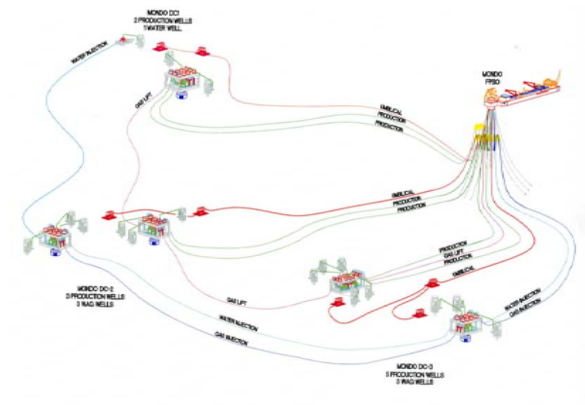 MONDO DC1
2 PRODUCTION WELLS
1 WATER WELL
WATER INJECTION
GAS LIFT
UMBILICAL
PRODUCTION
PRODUCTION
MONDO
FPSO
UMBILICAL
PRODUCTION
PRODUCTION
PRODUCTION
GAS LIFT
PRODUCTION
UMBILICAL
MONDO DC-2
3 PRODUCTION WELLS
3 WAG WELLS
GAS LIFT
WATER INJECTION
GAS INJECTION
WATER INJECTION
GAS INJECTION
MONDO DC-3
5 PRODUCTION WELLS
3 WAG WELLS